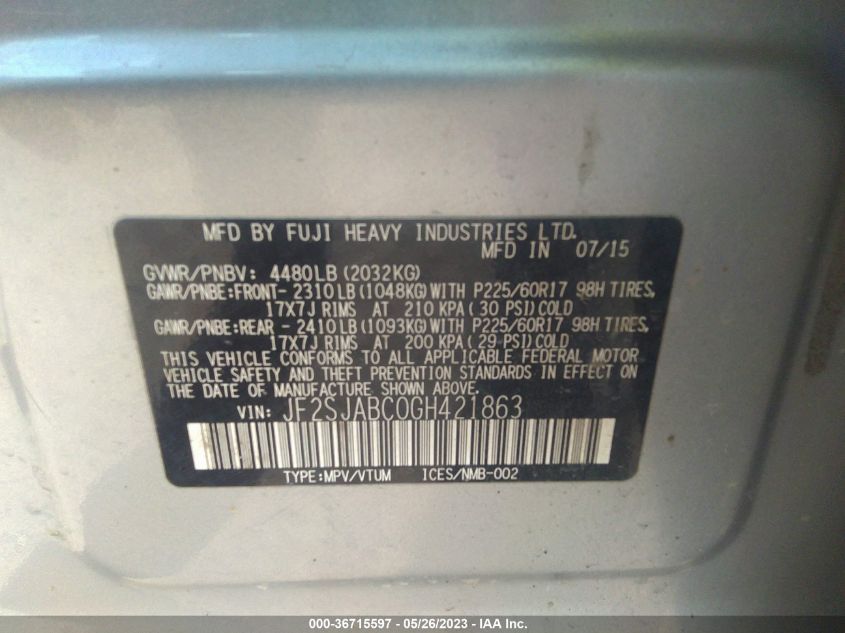 MFD BY FUJI HEAVY INDUSTRIES LTD.
MFD IN 07/15
GVWR/PNBV: 4480LB(2032KG)
GAWR/PNBE:FRONT- 2310LB(1048KG)WITH P225/60R17 98H TIRES,
17X7J RIMS AT 210 KPA( 30 PSI)COLD
GAWR/PNBE:REAR - 2410LB(1093KG)WITH P225/60R17 98H TIRES,
17X7J RIMS AT 200 KPA( 29 PSI)COLD
THIS VEHICLE CONFORMS TO ALL APPLICABLE FEDERAL MOTOR
VEHICLE SAFETY AND THEFT PREVENTION STANDARDS IN EFFECT ON
THE DATE OF MANUFACTURE SHOWN ABOVE.
VIN: JF2SJABC0GH421863
TYPE:MPV/VTUM ICES/NMB-002
000-36715597 - 05/26/2023 - IAA Inc.